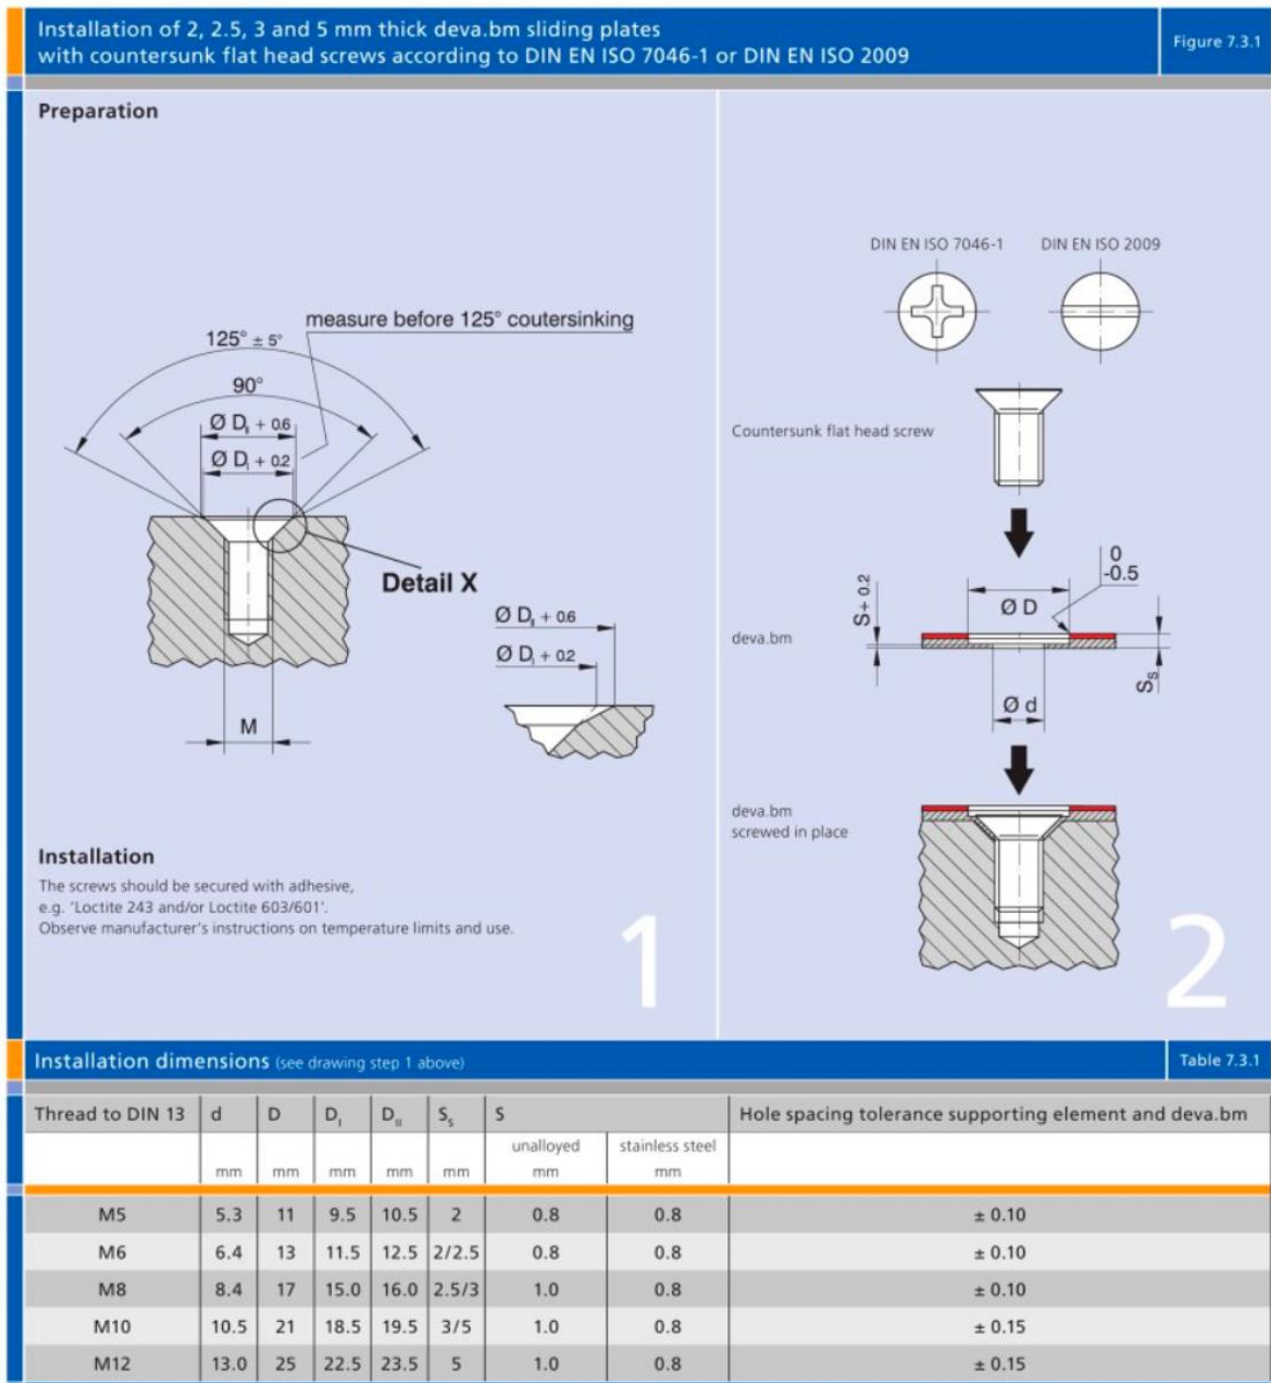 Installation of 2, 2.5, 3 and 5 mm thick deva.bm sliding plates
with countersunk flat head screws according to DIN EN ISO 7046-1 or DIN EN ISO 2009
Figure 7.3.1
Preparation
measure before 125° coutersinking
125° ± 5°
90°
Ø D_II + 0.6
Ø D_I + 0.2
Detail X
Ø D_II + 0.6
Ø D_I + 0.2
M
Installation
The screws should be secured with adhesive,
e.g. 'Loctite 243 and/or Loctite 603/601'.
Observe manufacturer's instructions on temperature limits and use.
1
DIN EN ISO 7046-1 DIN EN ISO 2009
Countersunk flat head screw
0
-0.5
S+ 0.2
Ø D
deva.bm
S_S
Ø d
deva.bm
screwed in place
2
Installation dimensions (see drawing step 1 above)
Table 7.3.1
Thread to DIN 13 d D D_I D_II S_s S Hole spacing tolerance supporting element and deva.bm
unalloyed stainless steel
mm mm mm mm mm mm mm
M5 5.3 11 9.5 10.5 2 0.8 0.8 ± 0.10
M6 6.4 13 11.5 12.5 2/2.5 0.8 0.8 ± 0.10
M8 8.4 17 15.0 16.0 2.5/3 1.0 0.8 ± 0.10
M10 10.5 21 18.5 19.5 3/5 1.0 0.8 ± 0.15
M12 13.0 25 22.5 23.5 5 1.0 0.8 ± 0.15